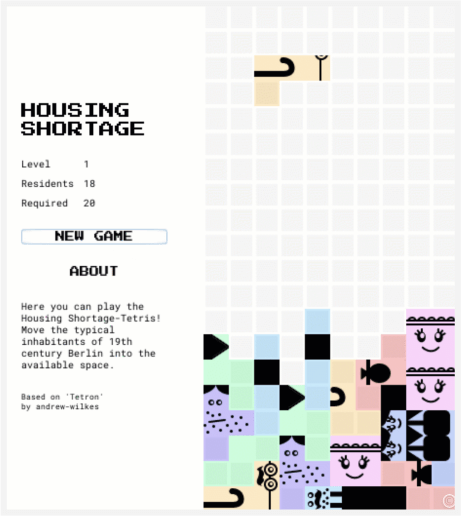 HOUSING
SHORTAGE
Level 1
Residents 18
Required 20
NEW GAME
ABOUT
Here you can play the
Housing Shortage-Tetris!
Move the typical
inhabitants of 19th
century Berlin into the
available space.
Based on 'Tetron'
by andrew-wilkes